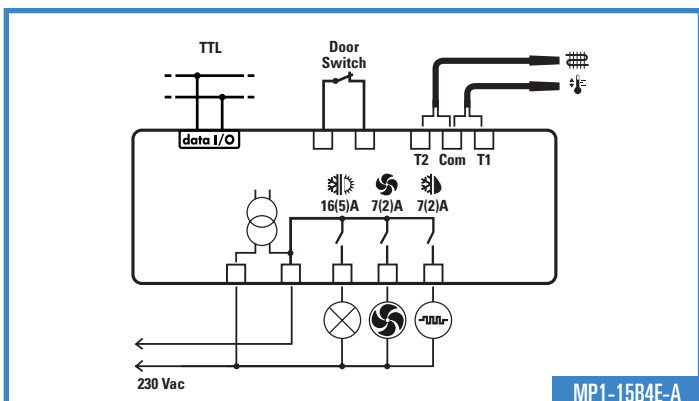 TTL
Door
Switch
data I/O
T2 Com T1
16(5)A 7(2)A 7(2)A
230 Vac
MP1-15B4E-A